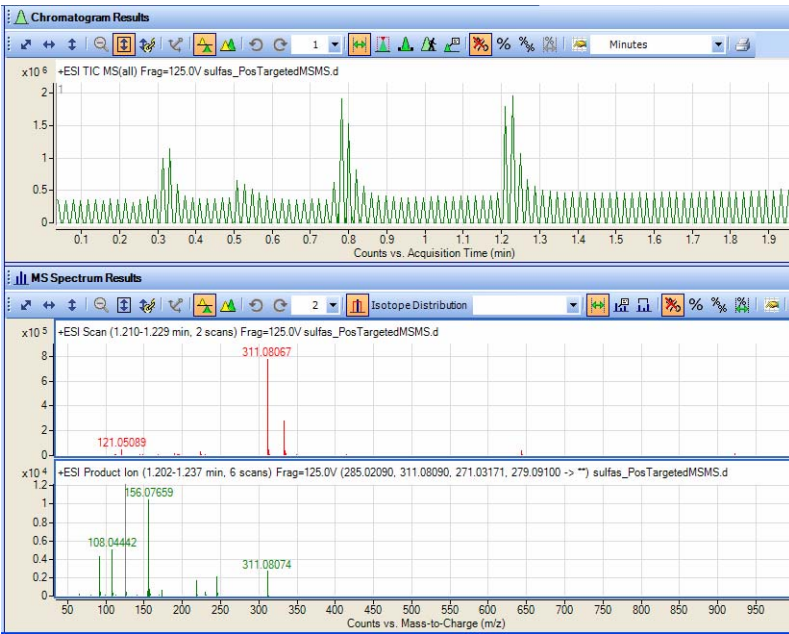 Chromatogram Results
1 Minutes
x10 6 +ESI TIC MS(all) Frag=125.0V sulfas_PosTargetedMSMS.d
1
2
1.5
1
0.5
0
0.1 0.2 0.3 0.4 0.5 0.6 0.7 0.8 0.9 1 1.1 1.2 1.3 1.4 1.5 1.6 1.7 1.8 1.9
Counts vs. Acquisition Time (min)
MS Spectrum Results
2 Isotope Distribution
x10 5 +ESI Scan (1.210-1.229 min, 2 scans) Frag=125.0V sulfas_PosTargetedMSMS.d
8
311.08067
6
4
2
121.05089
0
x10 4 +ESI Product Ion (1.202-1.237 min, 6 scans) Frag=125.0V (285.02090, 311.08090, 271.03171, 279.09100 -> **) sulfas_PosTargetedMSMS.d
1.2
156.07659
1
0.8
0.6
108.04442
0.4
311.08074
0.2
0
50 100 150 200 250 300 350 400 450 500 550 600 650 700 750 800 850 900 950
Counts vs. Mass-to-Charge (m/z)